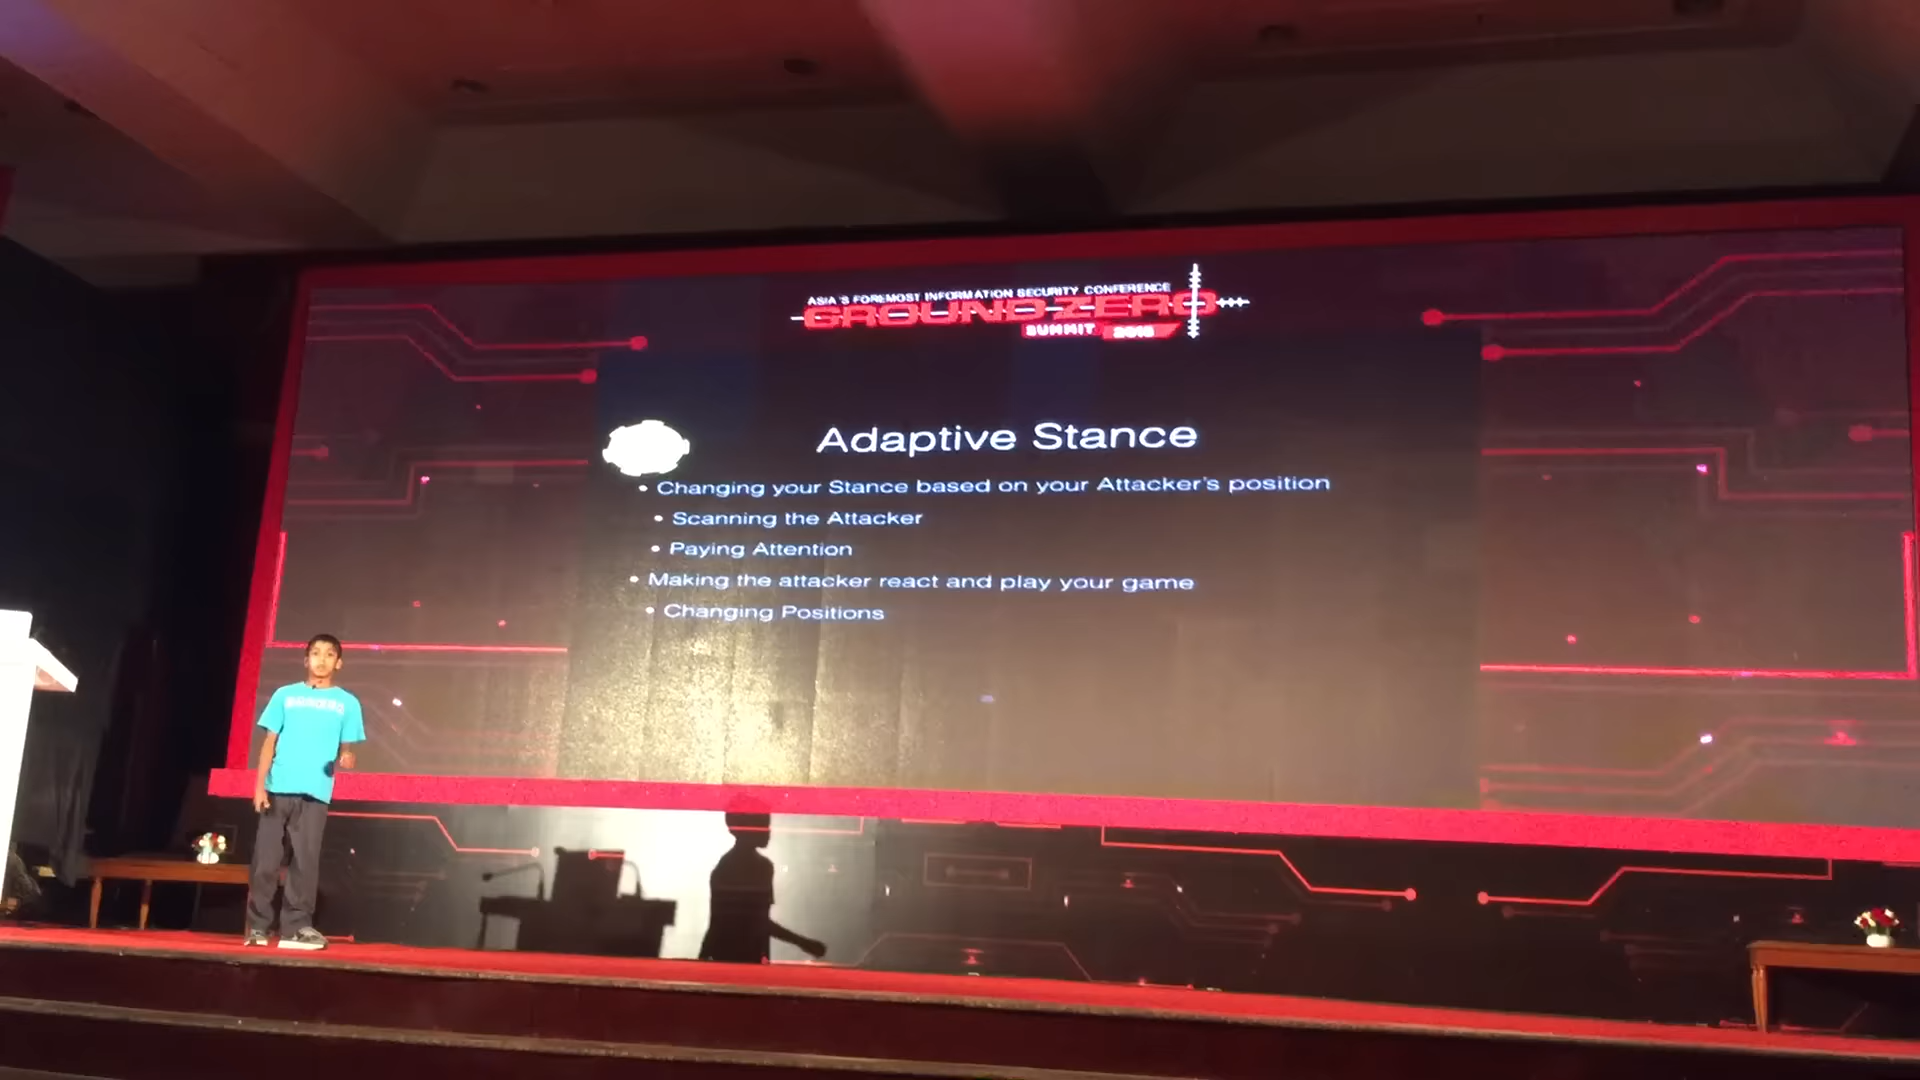 ASIA'S FOREMOST INFORMATION SECURITY CONFERENCE
GROUND ZERO
SUMMIT 2015
Adaptive Stance
• Changing your Stance based on your Attacker's position
• Scanning the Attacker
• Paying Attention
• Making the attacker react and play your game
• Changing Positions